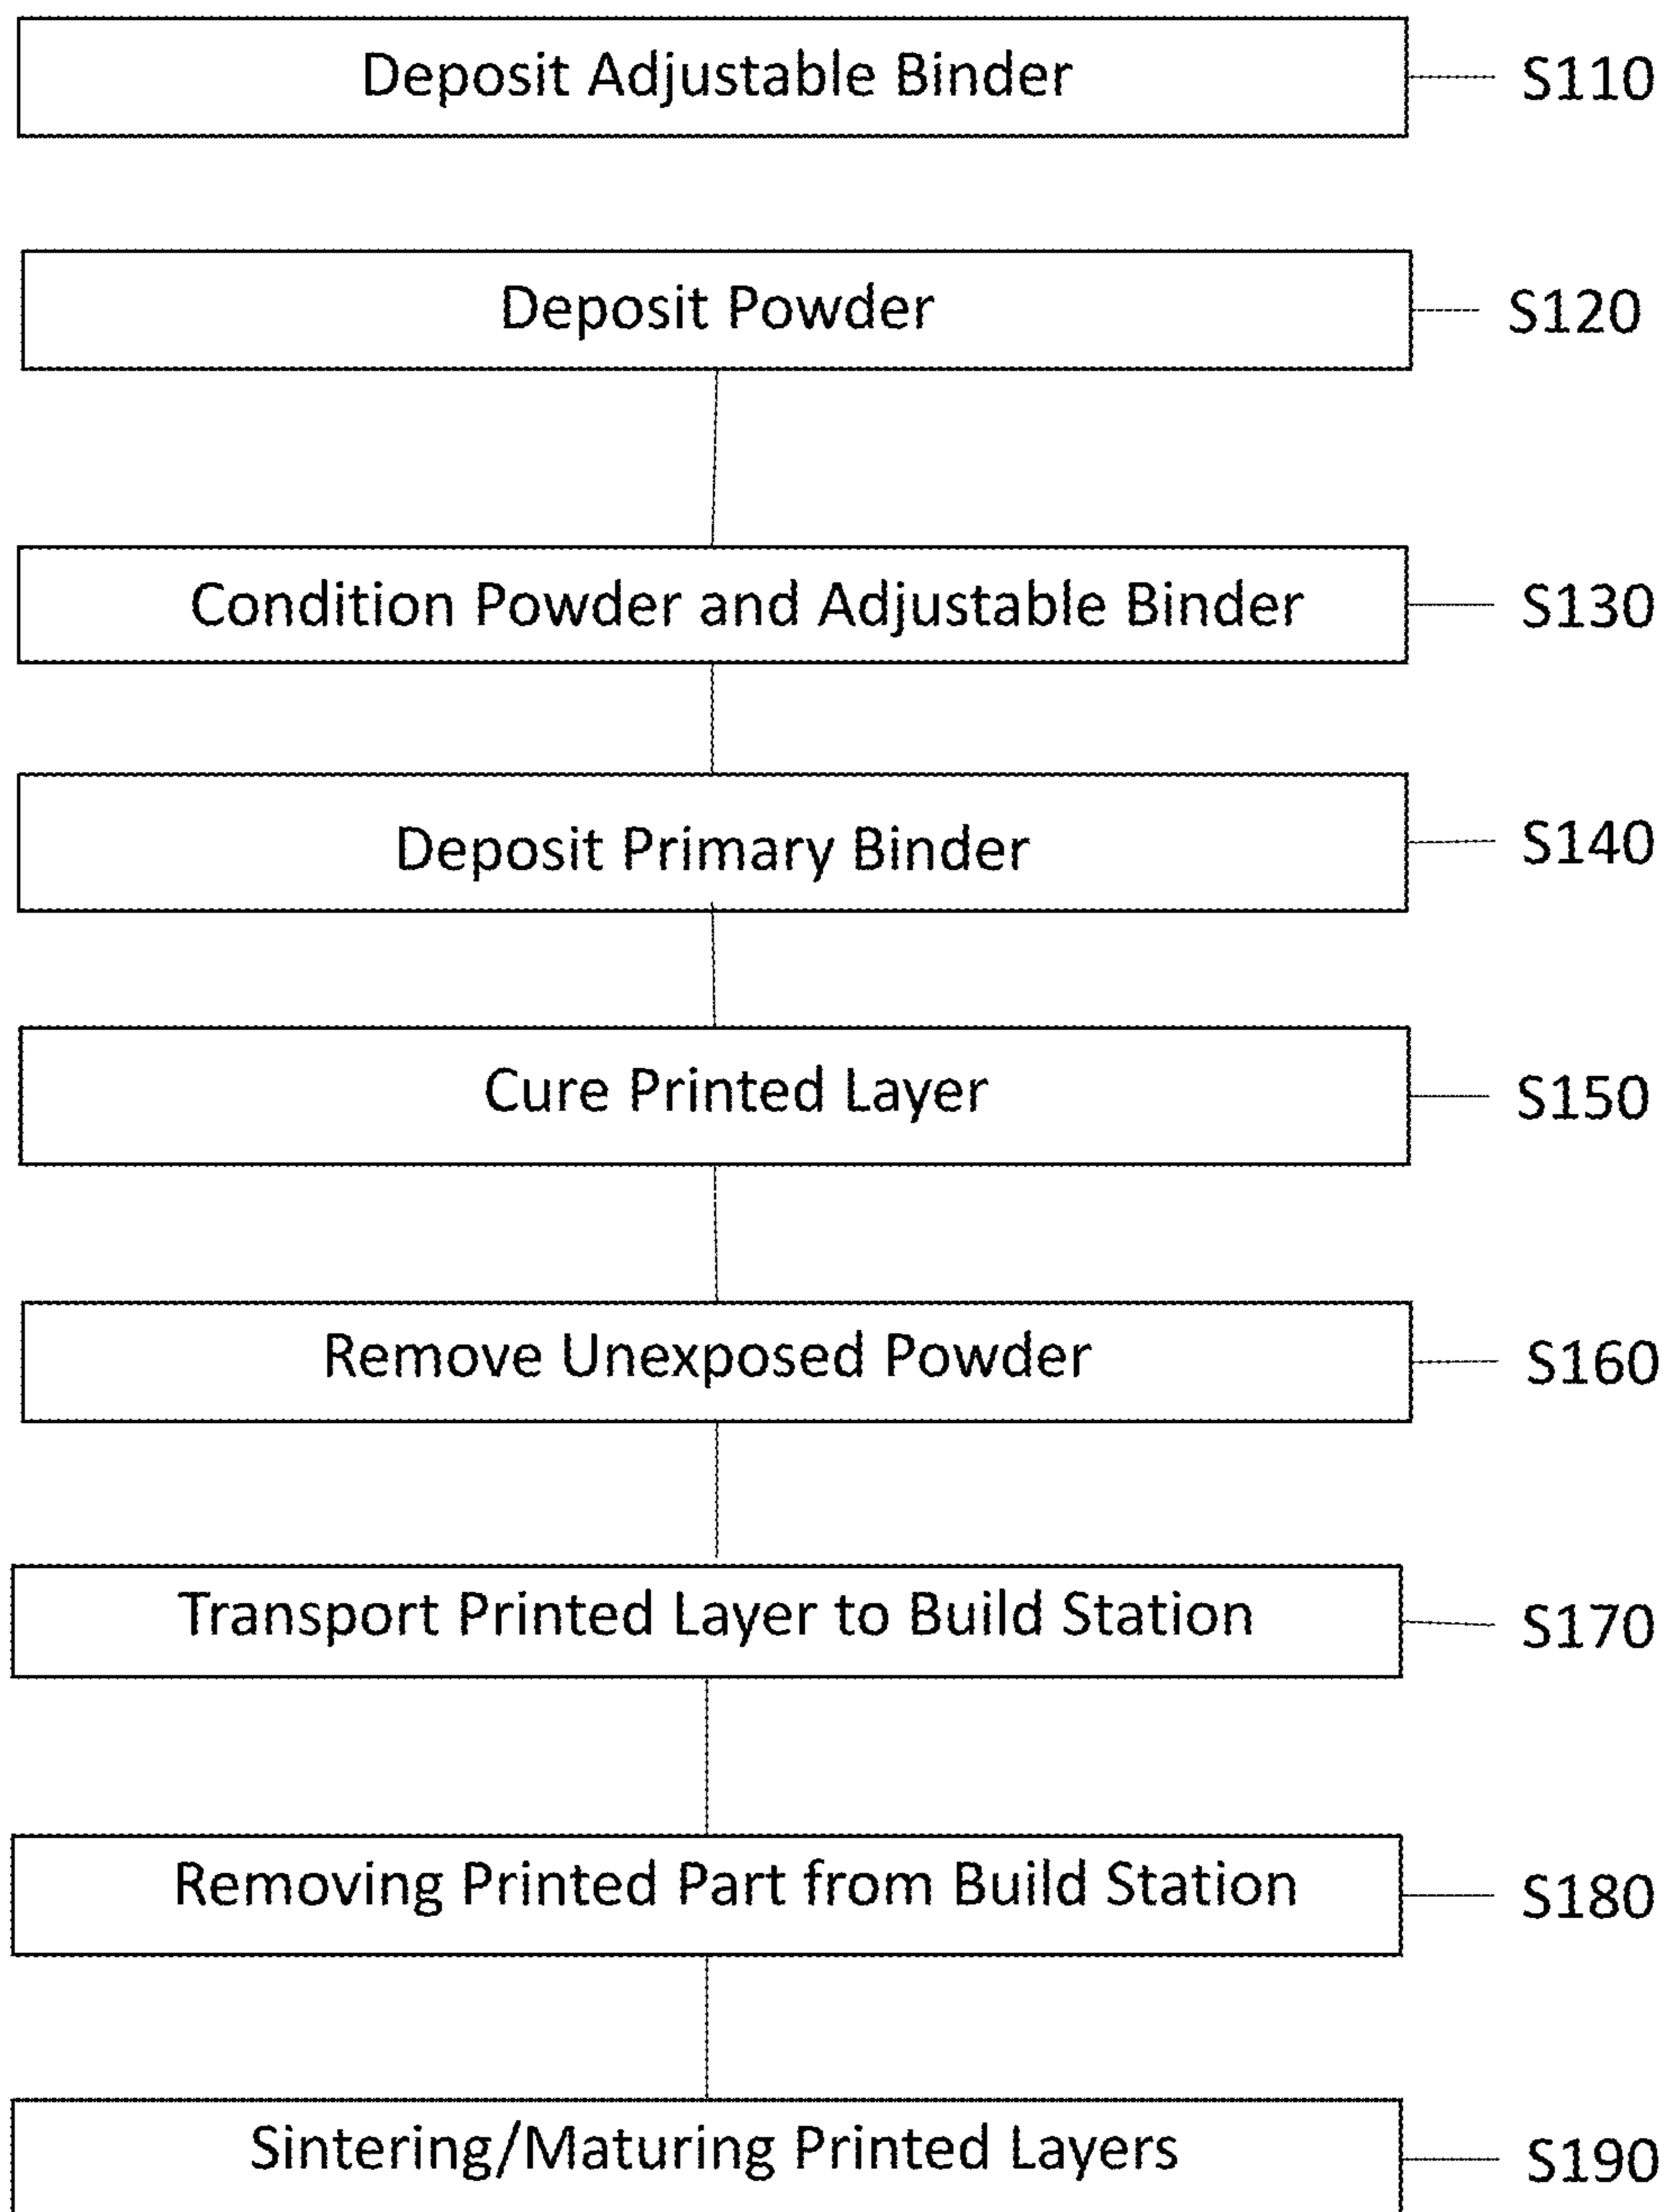 Deposit Adjustable Binder S110
Deposit Powder S120
Condition Powder and Adjustable Binder S130
Deposit Primary Binder S140
Cure Printed Layer S150
Remove Unexposed Powder S160
Transport Printed Layer to Build Station S170
Removing Printed Part from Build Station S180
Sintering/Maturing Printed Layers S190